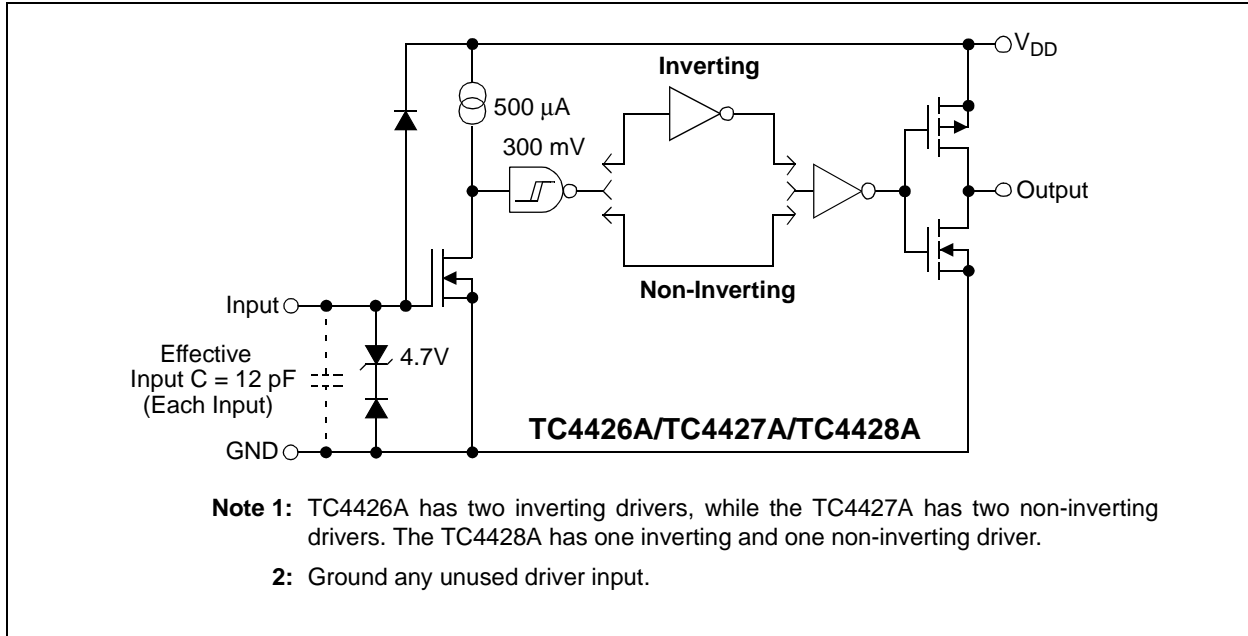 V_DD
Inverting
500 μA
300 mV
Output
Non-Inverting
Input
4.7V
Effective
Input C = 12 pF
(Each Input)
TC4426A/TC4427A/TC4428A
GND
Note 1: TC4426A has two inverting drivers, while the TC4427A has two non-inverting
drivers. The TC4428A has one inverting and one non-inverting driver.
2: Ground any unused driver input.